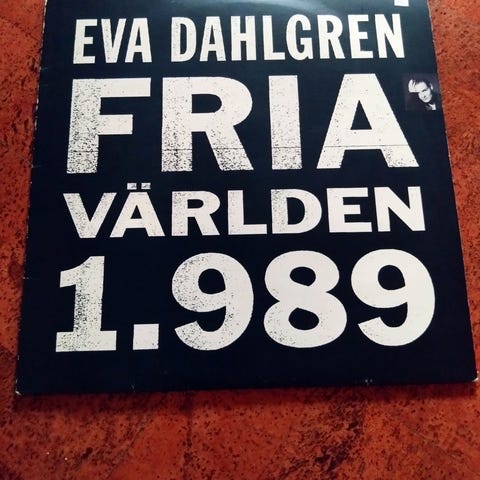 EVA DAHLGREN
FRIA
VÄRLDEN
1.989